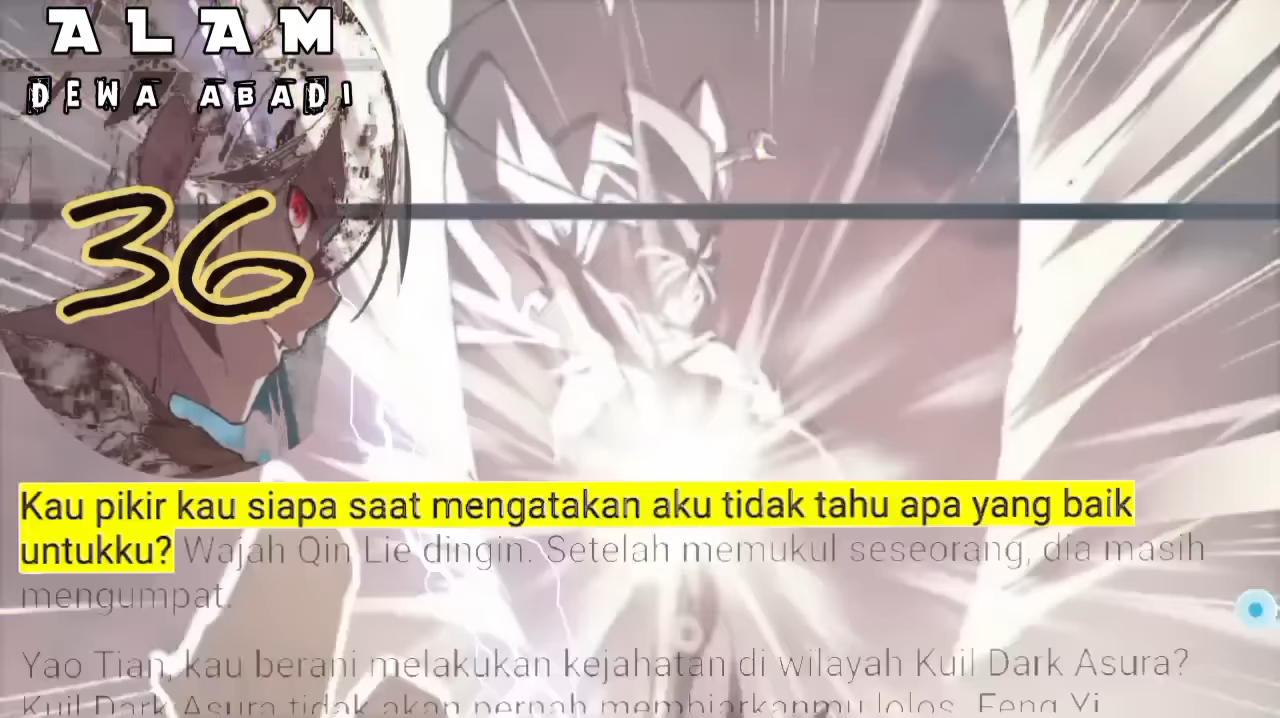 ALAM
DEWA ABADI
36
Kau pikir kau siapa saat mengatakan aku tidak tahu apa yang baik
untukku? Wajah Qin Lie dingin. Setelah memukul seseorang, dia masih
mengumpat.
Yao Tian, kau berani melakukan kejahatan di wilayah Kuil Dark Asura?
Kuil Dark Asura tidak akan pernah membiarkanmu lolos. Feng Yi